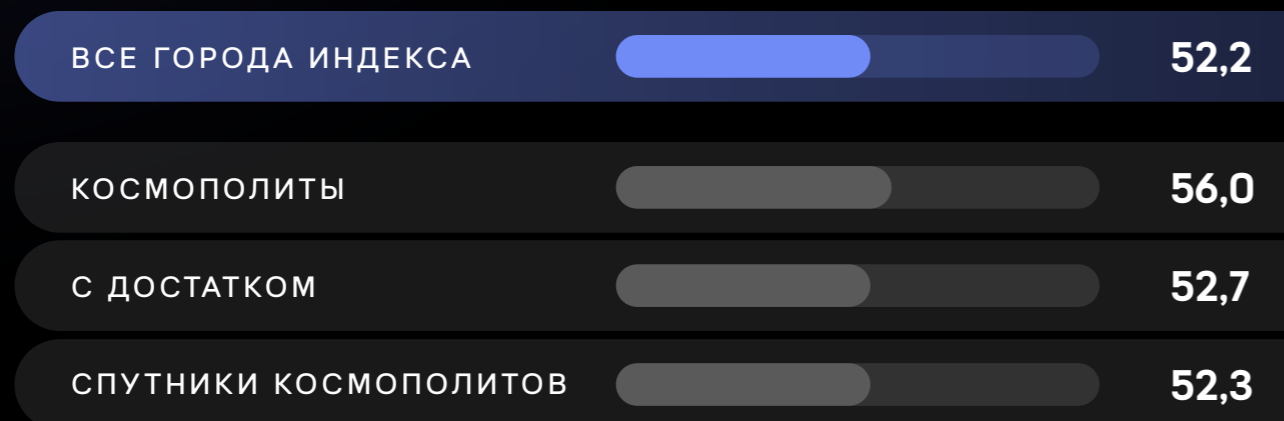 ВСЕ ГОРОДА ИНДЕКСА 52,2
КОСМОПОЛИТЫ 56,0
С ДОСТАТКОМ 52,7
СПУТНИКИ КОСМОПОЛИТОВ 52,3